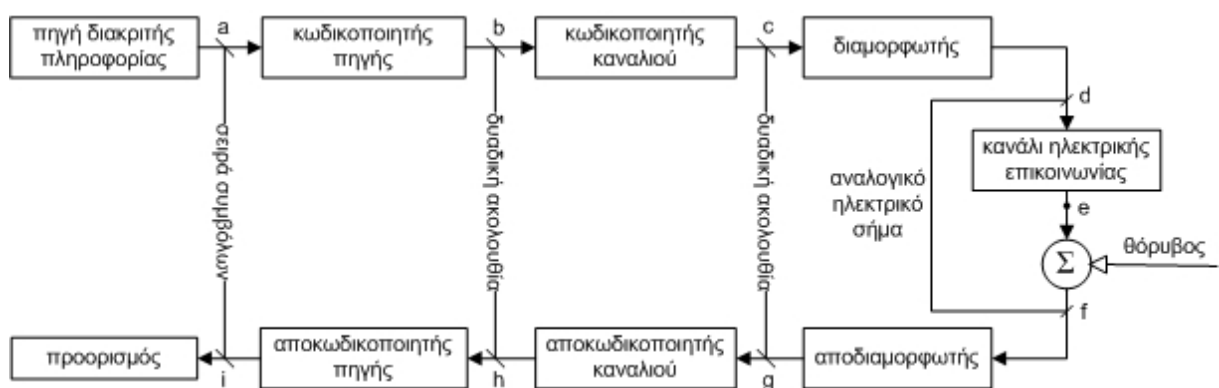 πηγή διακριτής
πληροφορίας
a
κωδικοποιητής
πηγής
b
κωδικοποιητής
καναλιού
c
διαμορφωτής
d
κανάλι ηλεκτρικής
επικοινωνίας
e
αναλογικό
ηλεκτρικό
σήμα
Σ
θόρυβος
f
σειρά συμβόλων
δυαδική ακολουθία
δυαδική ακολουθία
προορισμός
i
αποκωδικοποιητής
πηγής
h
αποκωδικοποιητής
καναλιού
g
αποδιαμορφωτής